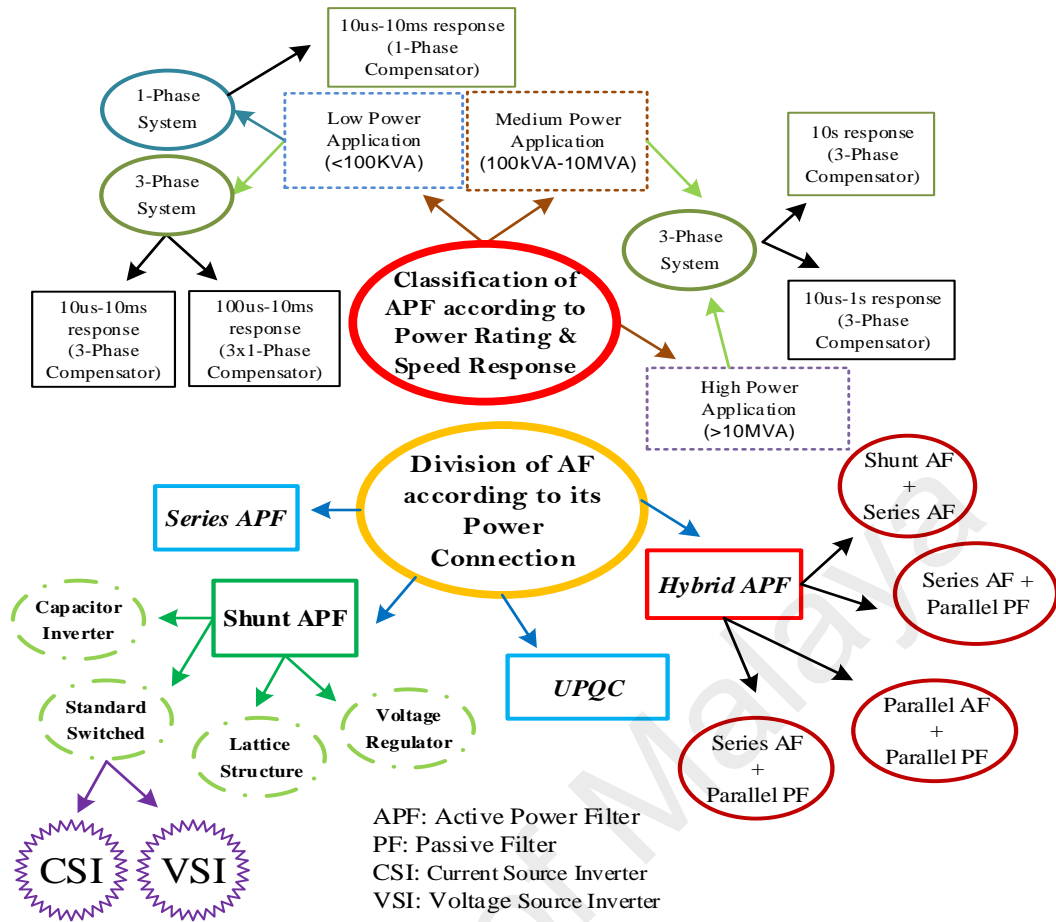 10us-10ms response
(1-Phase
Compensator)
1-Phase
System
Low Power
Application
(<100KVA)
Medium Power
Application
(100kVA-10MVA)
10s response
(3-Phase
Compensator)
3-Phase
System
3-Phase
System
Classification of
APF according to
Power Rating &
Speed Response
10us-10ms
response
(3-Phase
Compensator)
100us-10ms
response
(3x1-Phase
Compensator)
10us-1s response
(3-Phase
Compensator)
High Power
Application
(>10MVA)
Division of AF
according to its
Power
Connection
Series APF
Shunt AF
+
Series AF
Hybrid APF
Series AF +
Parallel PF
Capacitor
Inverter
Shunt APF
UPQC
Standard
Switched
Lattice
Structure
Voltage
Regulator
Series AF
+
Parallel PF
Parallel AF
+
Parallel PF
CSI
VSI
APF: Active Power Filter
PF: Passive Filter
CSI: Current Source Inverter
VSI: Voltage Source Inverter
of Malaya